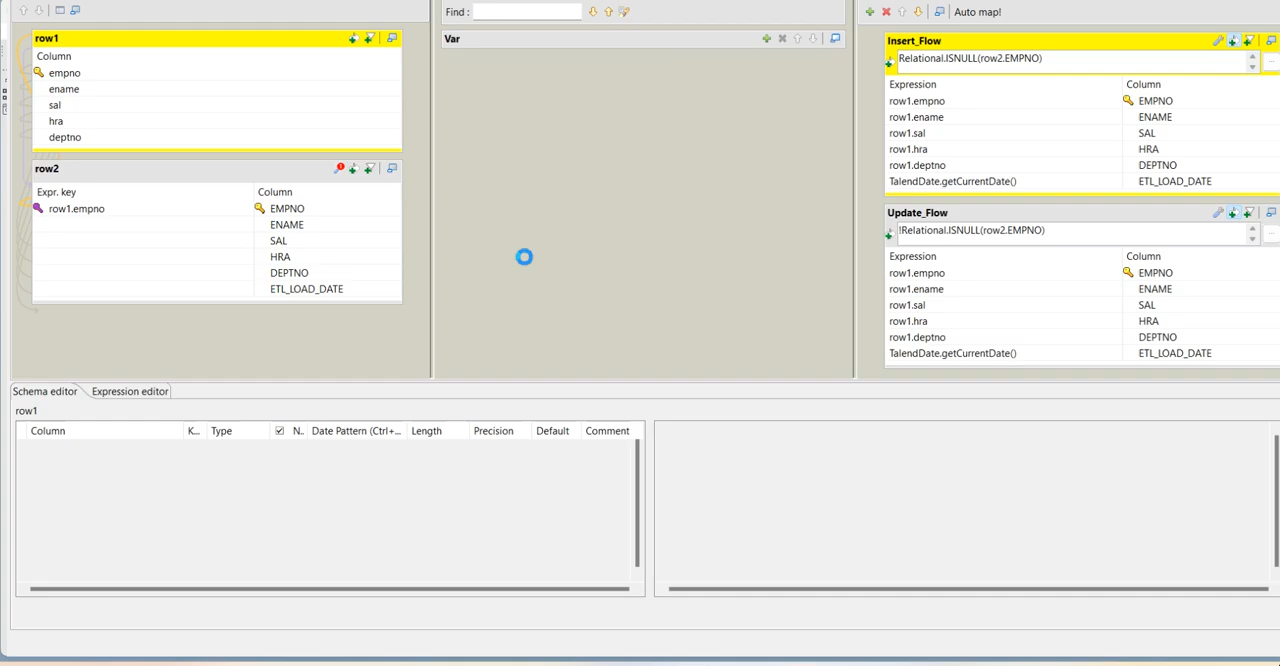 Find :
Auto map!
row1
Column
empno
ename
sal
hra
deptno
row2
Expr. key Column
row1.empno EMPNO
ENAME
SAL
HRA
DEPTNO
ETL_LOAD_DATE
Var
Insert_Flow
Relational.ISNULL(row2.EMPNO)
Expression Column
row1.empno EMPNO
row1.ename ENAME
row1.sal SAL
row1.hra HRA
row1.deptno DEPTNO
TalendDate.getCurrentDate() ETL_LOAD_DATE
Update_Flow
!Relational.ISNULL(row2.EMPNO)
Expression Column
row1.empno EMPNO
row1.ename ENAME
row1.sal SAL
row1.hra HRA
row1.deptno DEPTNO
TalendDate.getCurrentDate() ETL_LOAD_DATE
Schema editor Expression editor
row1
Column K... Type N.. Date Pattern (Ctrl+... Length Precision Default Comment